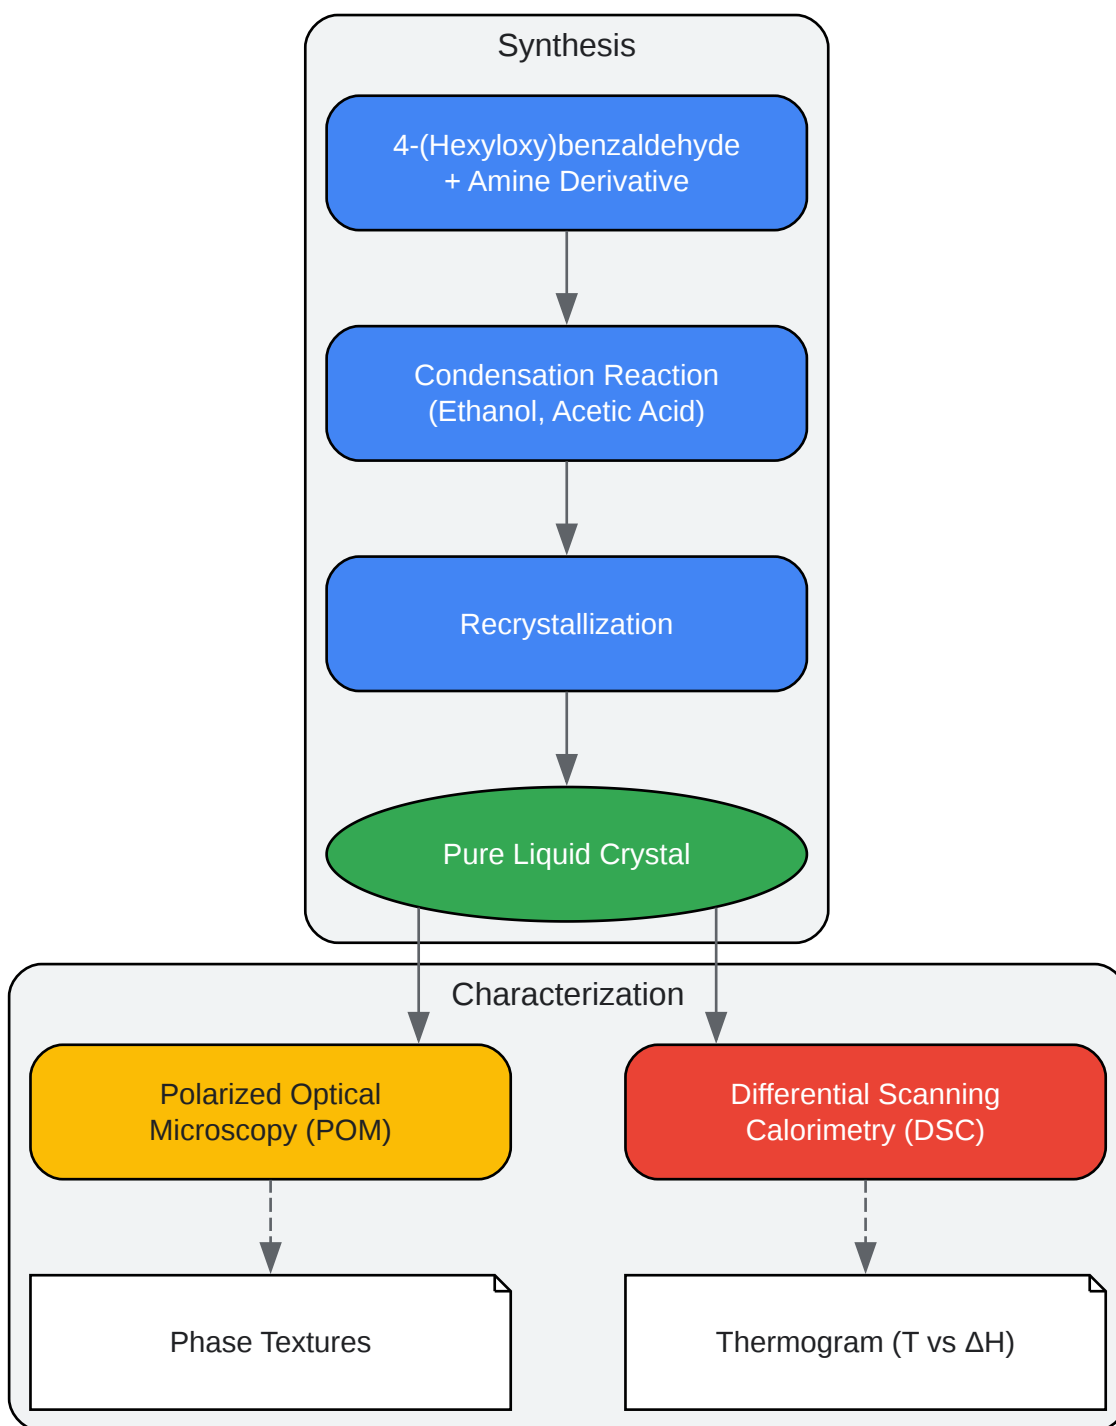 Synthesis
4-(Hexyloxy)benzaldehyde
+ Amine Derivative
Condensation Reaction
(Ethanol, Acetic Acid)
Recrystallization
Pure Liquid Crystal
Characterization
Polarized Optical
Microscopy (POM)
Differential Scanning
Calorimetry (DSC)
Phase Textures
Thermogram (T vs ΔH)